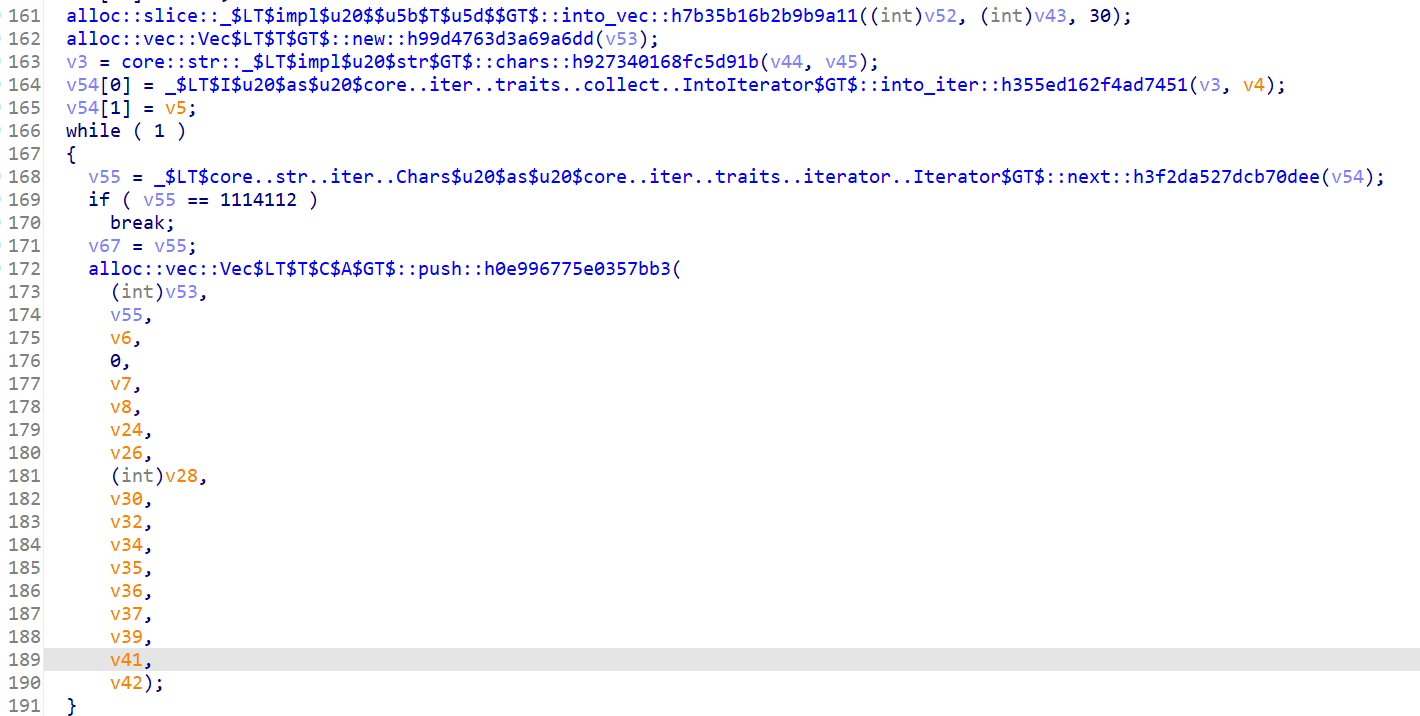 161 alloc::slice::_$LT$impl$u20$$u5b$T$u5d$$GT$::into_vec::h7b35b16b2b9b9a11((int)v52, (int)v43, 30);
162 alloc::vec::Vec$LT$T$GT$::new::h99d4763d3a69a6dd(v53);
163 v3 = core::str::_$LT$impl$u20$str$GT$::chars::h927340168fc5d91b(v44, v45);
164 v54[0] = _$LT$I$u20$as$u20$core..iter..traits..collect..IntoIterator$GT$::into_iter::h355ed162f4ad7451(v3, v4);
165 v54[1] = v5;
166 while ( 1 )
167 {
168 v55 = _$LT$core..str..iter..Chars$u20$as$u20$core..iter..traits..iterator..Iterator$GT$::next::h3f2da527dcb70dee(v54);
169 if ( v55 == 1114112 )
170 break;
171 v67 = v55;
172 alloc::vec::Vec$LT$T$C$A$GT$::push::h0e996775e0357bb3(
173 (int)v53,
174 v55,
175 v6,
176 0,
177 v7,
178 v8,
179 v24,
180 v26,
181 (int)v28,
182 v30,
183 v32,
184 v34,
185 v35,
186 v36,
187 v37,
188 v39,
189 v41,
190 v42);
191 }